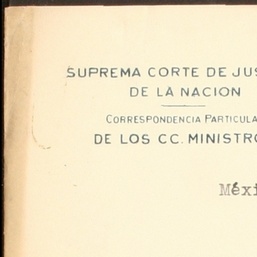 SUPREMA CORTE DE JUS
DE LA NACION
CORRESPONDENCIA PARTICULA
DE LOS CC. MINISTRO
Méxi